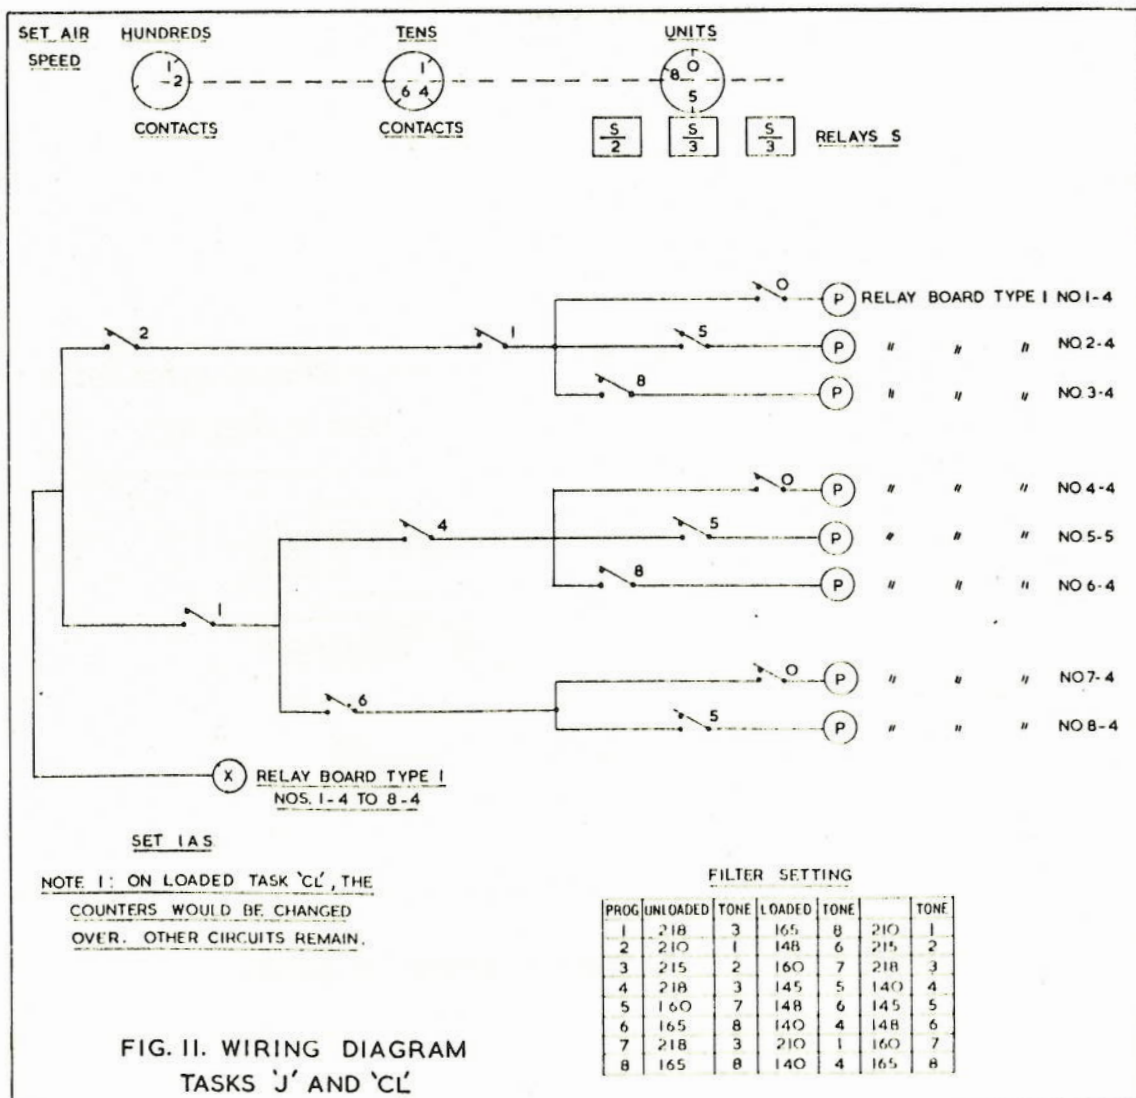 SET AIR SPEED
HUNDREDS
1
2
CONTACTS
TENS
1
6 4
CONTACTS
UNITS
8 0
5
S/2 S/3 S/3 RELAYS S
0 P RELAY BOARD TYPE 1 NO 1-4
2 1 5 P " " " NO.2-4
8 P " " " NO.3-4
0 P " " " NO 4-4
4 5 P " " " NO 5-5
8 P " " " NO 6-4
1
0 P " " " NO 7-4
6 5 P " " " NO 8-4
X RELAY BOARD TYPE 1
NOS. 1-4 TO 8-4
SET IAS
NOTE 1: ON LOADED TASK 'CL', THE
COUNTERS WOULD BE CHANGED
OVER. OTHER CIRCUITS REMAIN.
FILTER SETTING
PROG UNLOADED TONE LOADED TONE TONE
1 218 3 165 8 210 1
2 210 1 148 6 215 2
3 215 2 160 7 218 3
4 218 3 145 5 140 4
5 160 7 148 6 145 5
6 165 8 140 4 148 6
7 218 3 210 1 160 7
8 165 8 140 4 165 8
FIG. 11. WIRING DIAGRAM
TASKS 'J' AND 'CL'